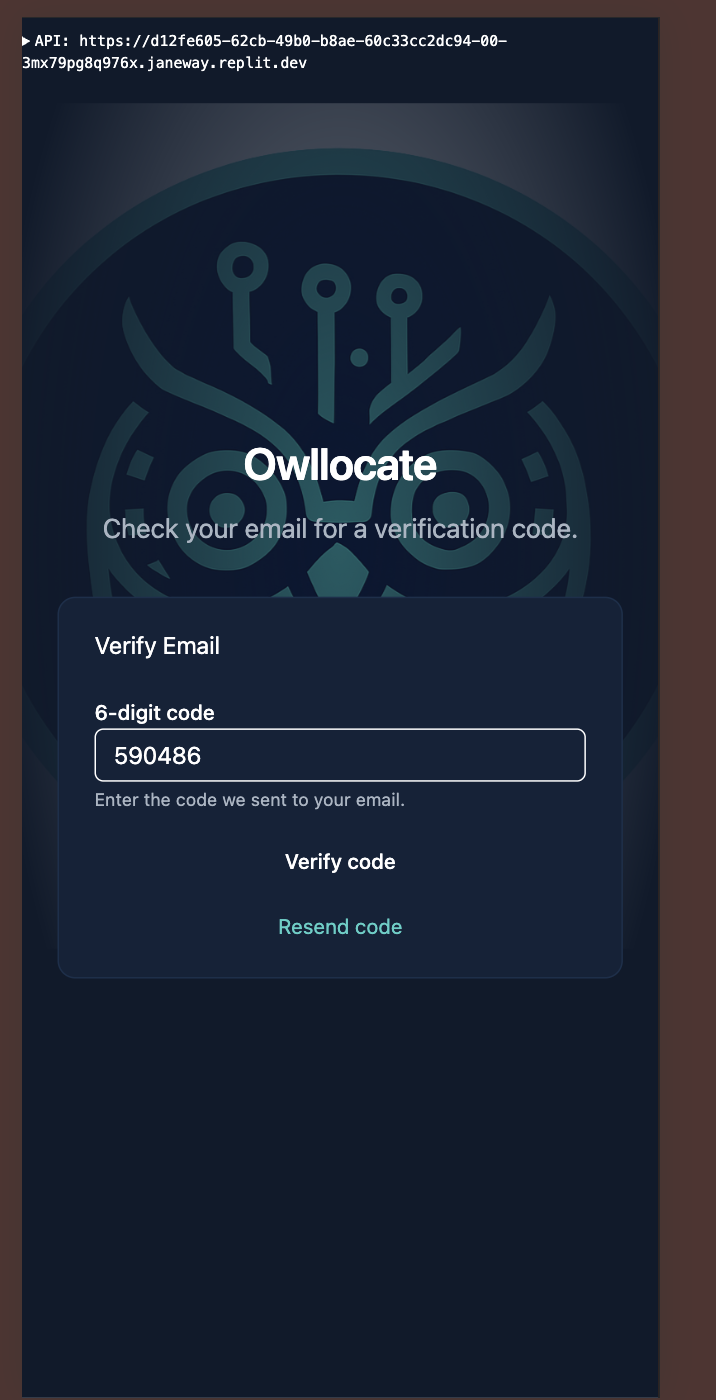 ▶ API: https://d12fe605-62cb-49b0-b8ae-60c33cc2dc94-00-
3mx79pg8q976x.janeway.replit.dev
Owllocate
Check your email for a verification code.
Verify Email
6-digit code
590486
Enter the code we sent to your email.
Verify code
Resend code